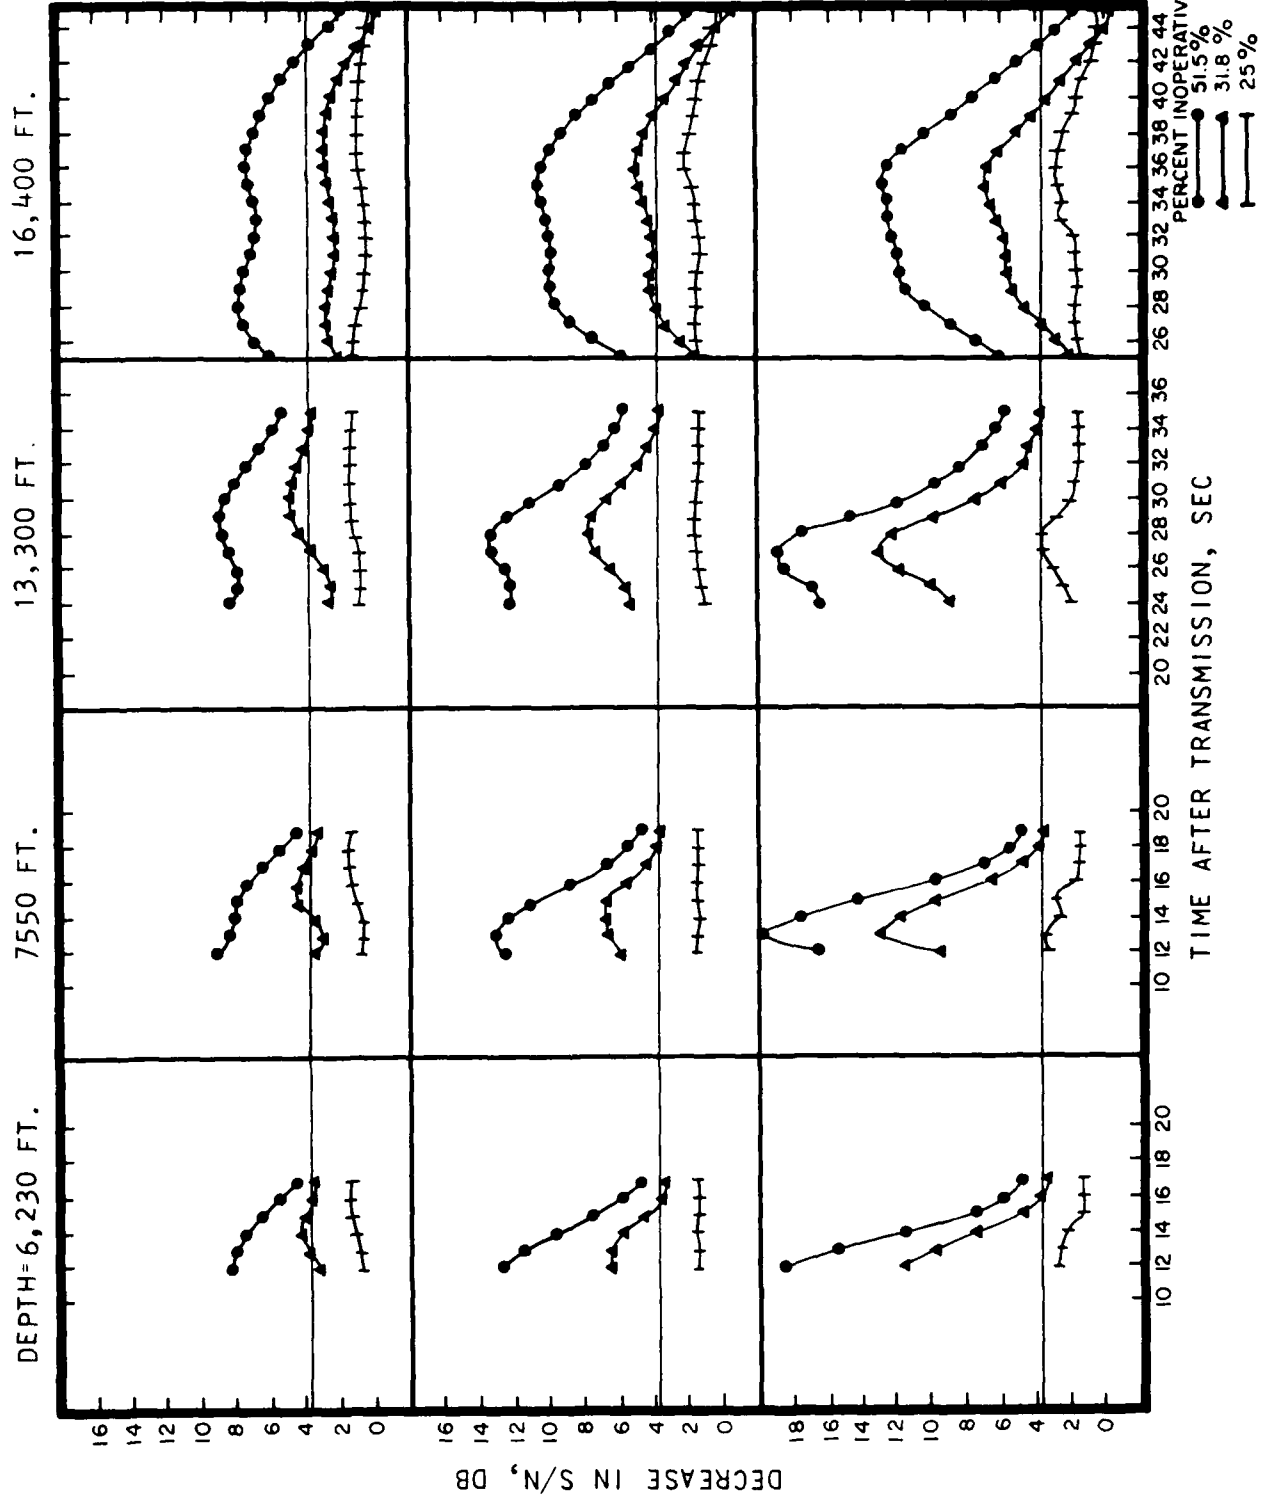 DEPTH=6,230 FT.
7550 FT.
13,300 FT.
16,400 FT.
DECREASE IN S/N, DB
16
14
12
10
8
6
4
2
0
14
12
10
8
6
4
2
0
18
16
14
12
10
8
6
4
2
0
10 12 14 16 18 20
10 12 14 16 18 20
20 22 24 26 28 30 32 34 36
26 28 30 32 34 36 38 40 42 44
TIME AFTER TRANSMISSION, SEC
PERCENT INOPERATIV
51.5%
31.8 %
25%